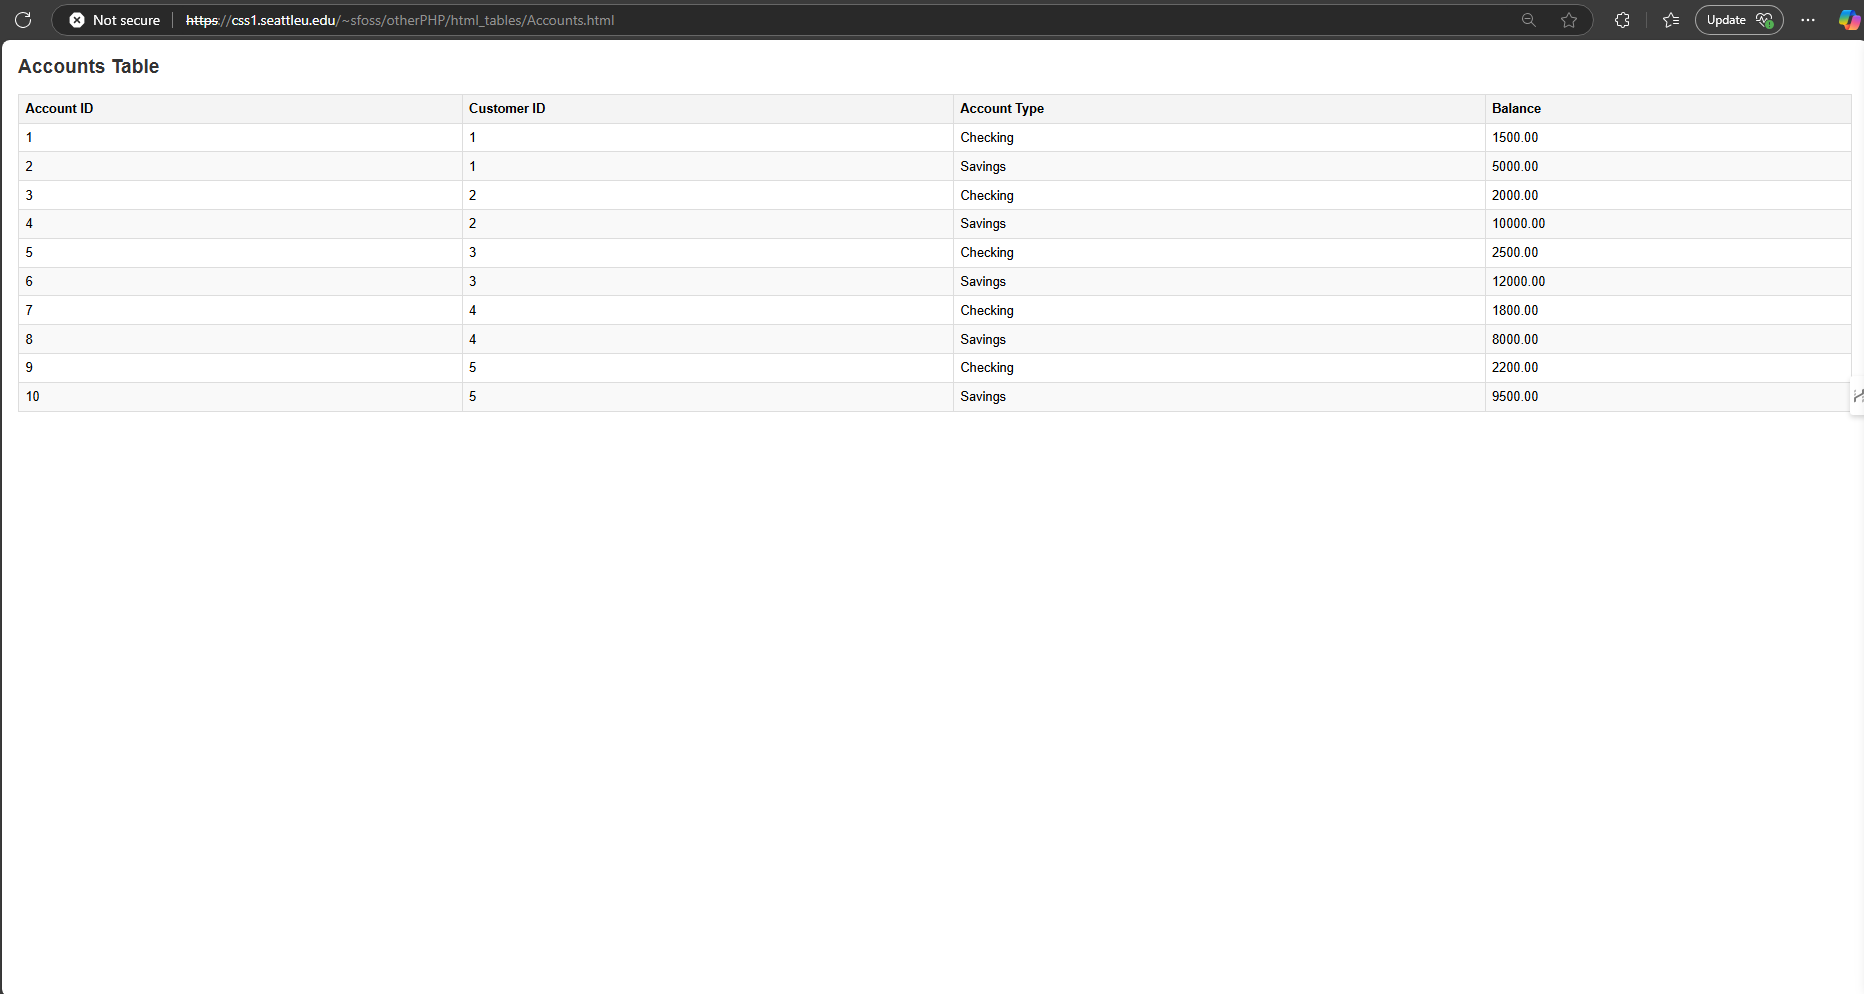 Not secure https://css1.seattleu.edu/~sfoss/otherPHP/html_tables/Accounts.html Update
Accounts Table
Account ID Customer ID Account Type Balance
1 1 Checking 1500.00
2 1 Savings 5000.00
3 2 Checking 2000.00
4 2 Savings 10000.00
5 3 Checking 2500.00
6 3 Savings 12000.00
7 4 Checking 1800.00
8 4 Savings 8000.00
9 5 Checking 2200.00
10 5 Savings 9500.00